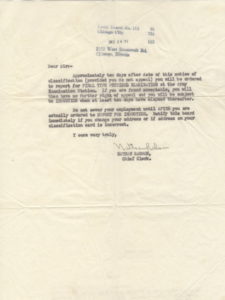 Dear Sir:-
Approximately ten days after date of this notice of
classification (provided you do not appeal) you will be ordered
to report for FINAL TYPE PHYSICAL EXAMINATION at the Army
Examination Station. If you are found acceptable, you will
then have no further right of appeal and you will be subject
to INDUCTION when at least ten days have elapsed thereafter.
Do not sever your employment until AFTER you are
actually ordered to REPORT FOR INDUCTION. Notify this board
immediately if you change your address or if address on your
classification card is incorrect.
Yours very truly,
NATHAN
Chief Clerk.